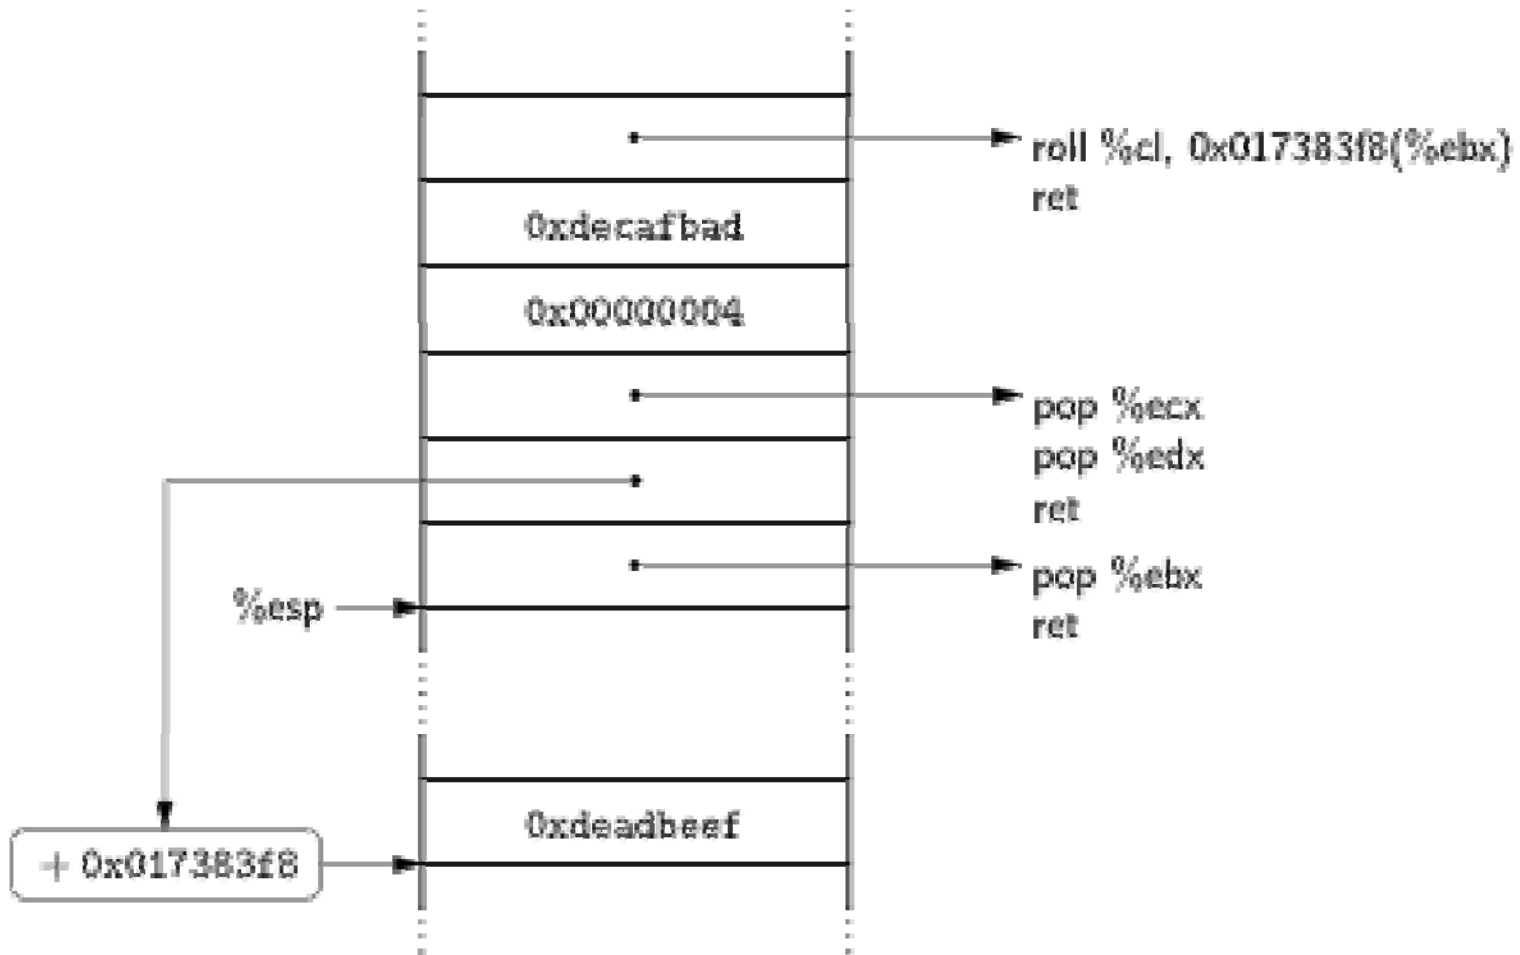 roll %cl, 0x017383f8(%ebx)
ret
0xdecafbad
0x00000004
pop %ecx
pop %edx
ret
pop %ebx
ret
%esp
0xdeadbeef
+ 0x017383f8